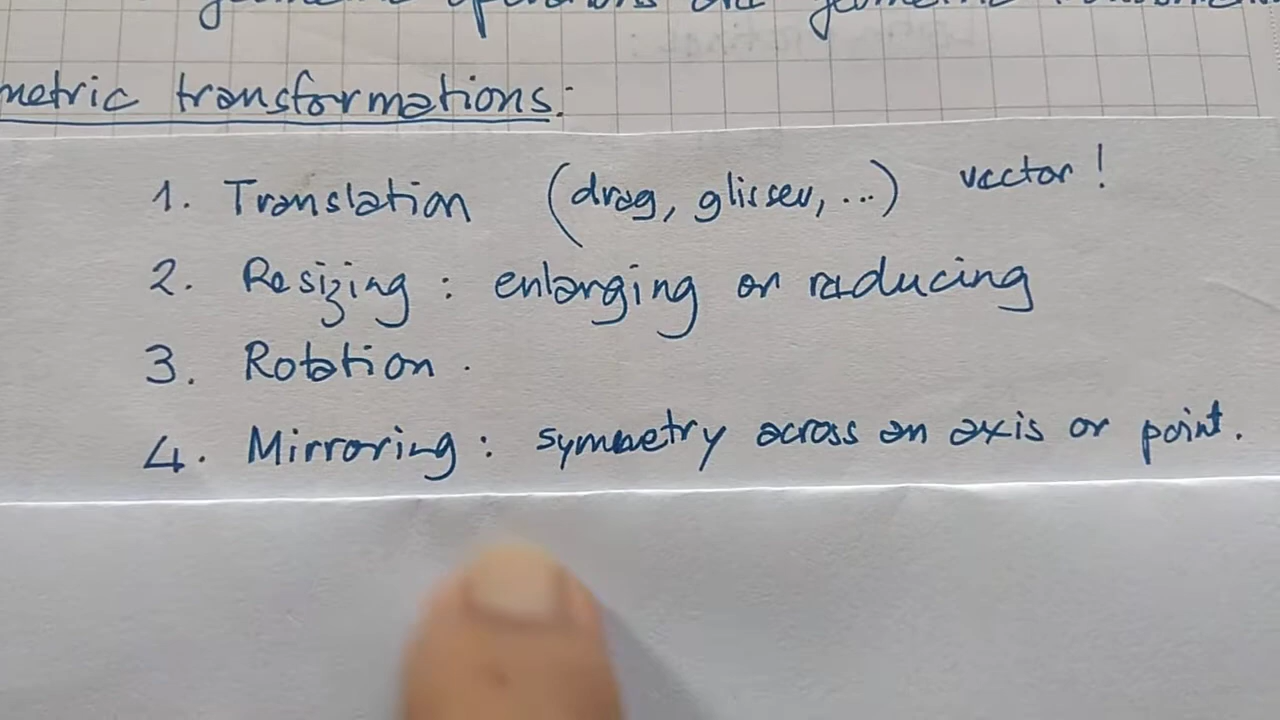 metric transformations:
1. Translation (drag, glisser, ...) vector!
2. Resizing : enlarging or reducing
3. Rotation.
4. Mirroring : symmetry across an axis or point.